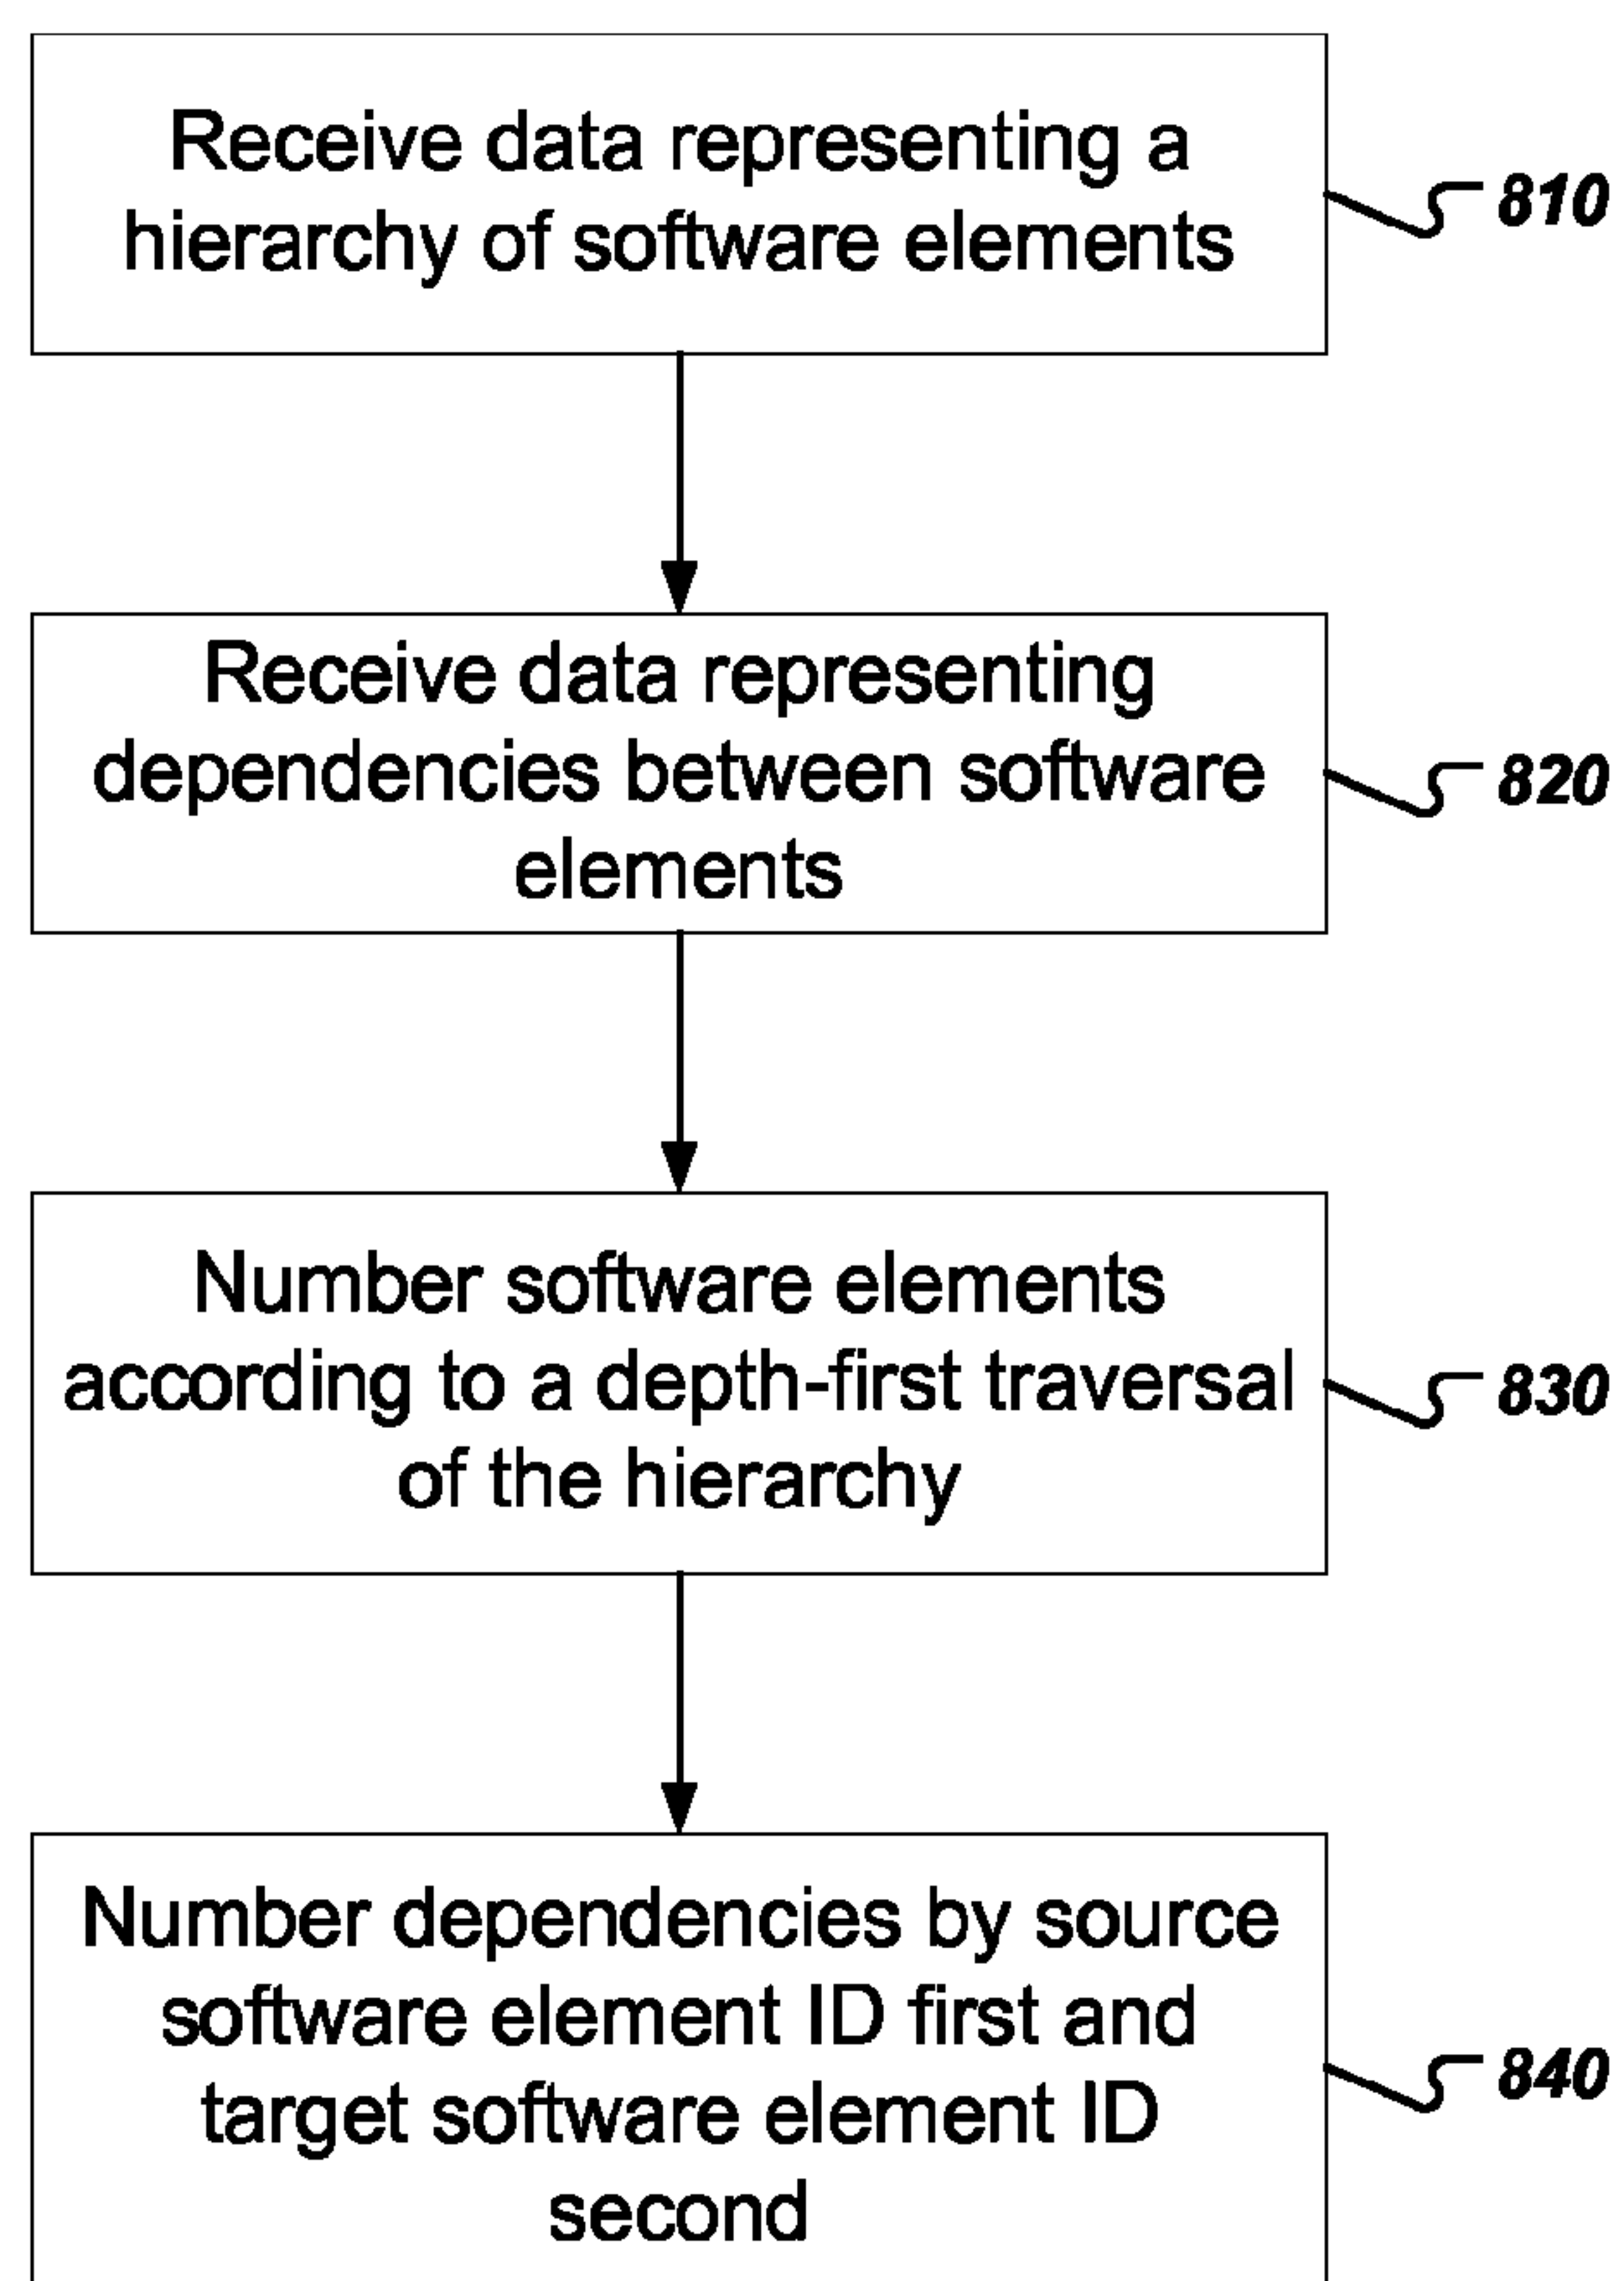 Receive data representing a
hierarchy of software elements
810
Receive data representing
dependencies between software
elements
820
Number software elements
according to a depth-first traversal
of the hierarchy
830
Number dependencies by source
software element ID first and
target software element ID
second
840